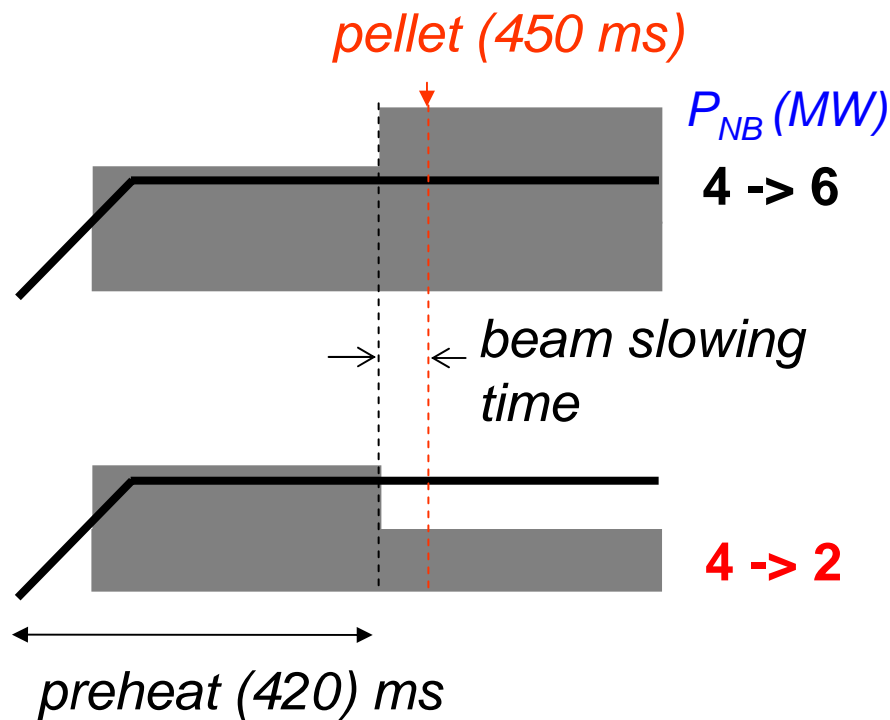 pellet (450 ms)
P_NB (MW)
4 -> 6
beam slowing
time
4 -> 2
preheat (420) ms